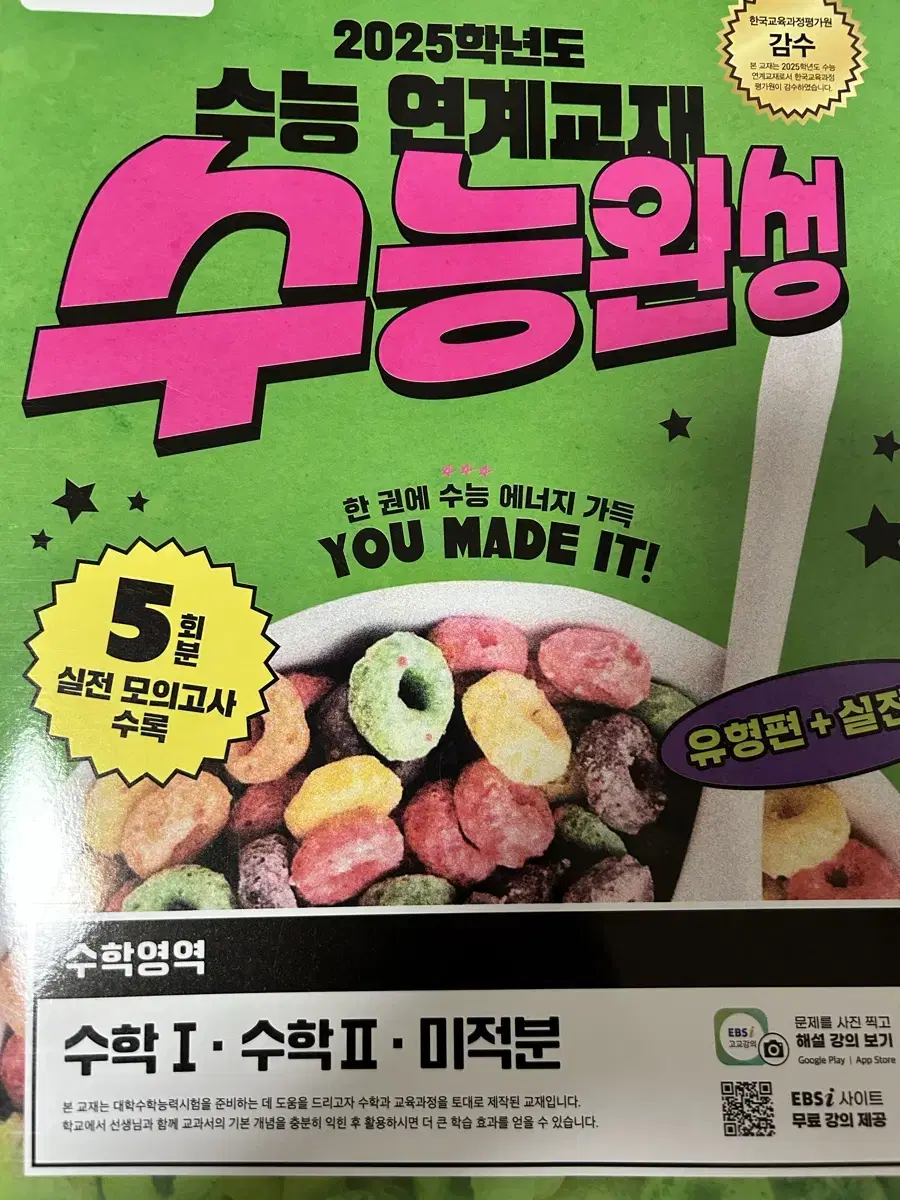 2025학년도
수능 연계교재
수능완성
한국교육과정평가원
감수
본 교재는 2025학년도 수능
연계교재로서 한국교육과정
평가원이 감수하였습니다.
한 권에 수능 에너지 가득
YOU MADE IT!
5회분
실전 모의고사
수록
유형편 + 실전
수학영역
수학Ⅰ · 수학Ⅱ · 미적분
본 교재는 대학수학능력시험을 준비하는 데 도움을 드리고자 수학과 교육과정을 토대로 제작된 교재입니다.
학교에서 선생님과 함께 교과서의 기본 개념을 충분히 익힌 후 활용하시면 더 큰 학습 효과를 얻을 수 있습니다.
EBSi
고교강의
문제를 사진 찍고
해설 강의 보기
Google Play | App Store
EBSi 사이트
무료 강의 제공